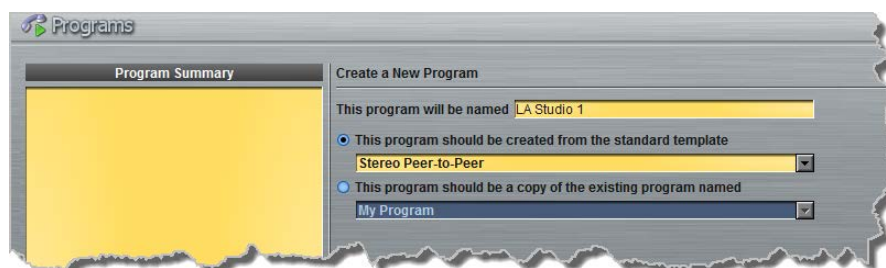 Programs
Program Summary
Create a New Program
This program will be named LA Studio 1
This program should be created from the standard template
Stereo Peer-to-Peer
This program should be a copy of the existing program named
My Program